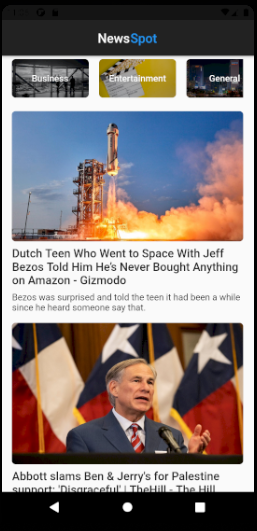 NewsSpot
Business
Entertainment
General
Dutch Teen Who Went to Space With Jeff
Bezos Told Him He's Never Bought Anything
on Amazon - Gizmodo
Bezos was surprised and told the teen it had been a while
since he heard someone say that.
Abbott slams Ben & Jerry's for Palestine
support: 'Disgraceful' | TheHill - The Hill